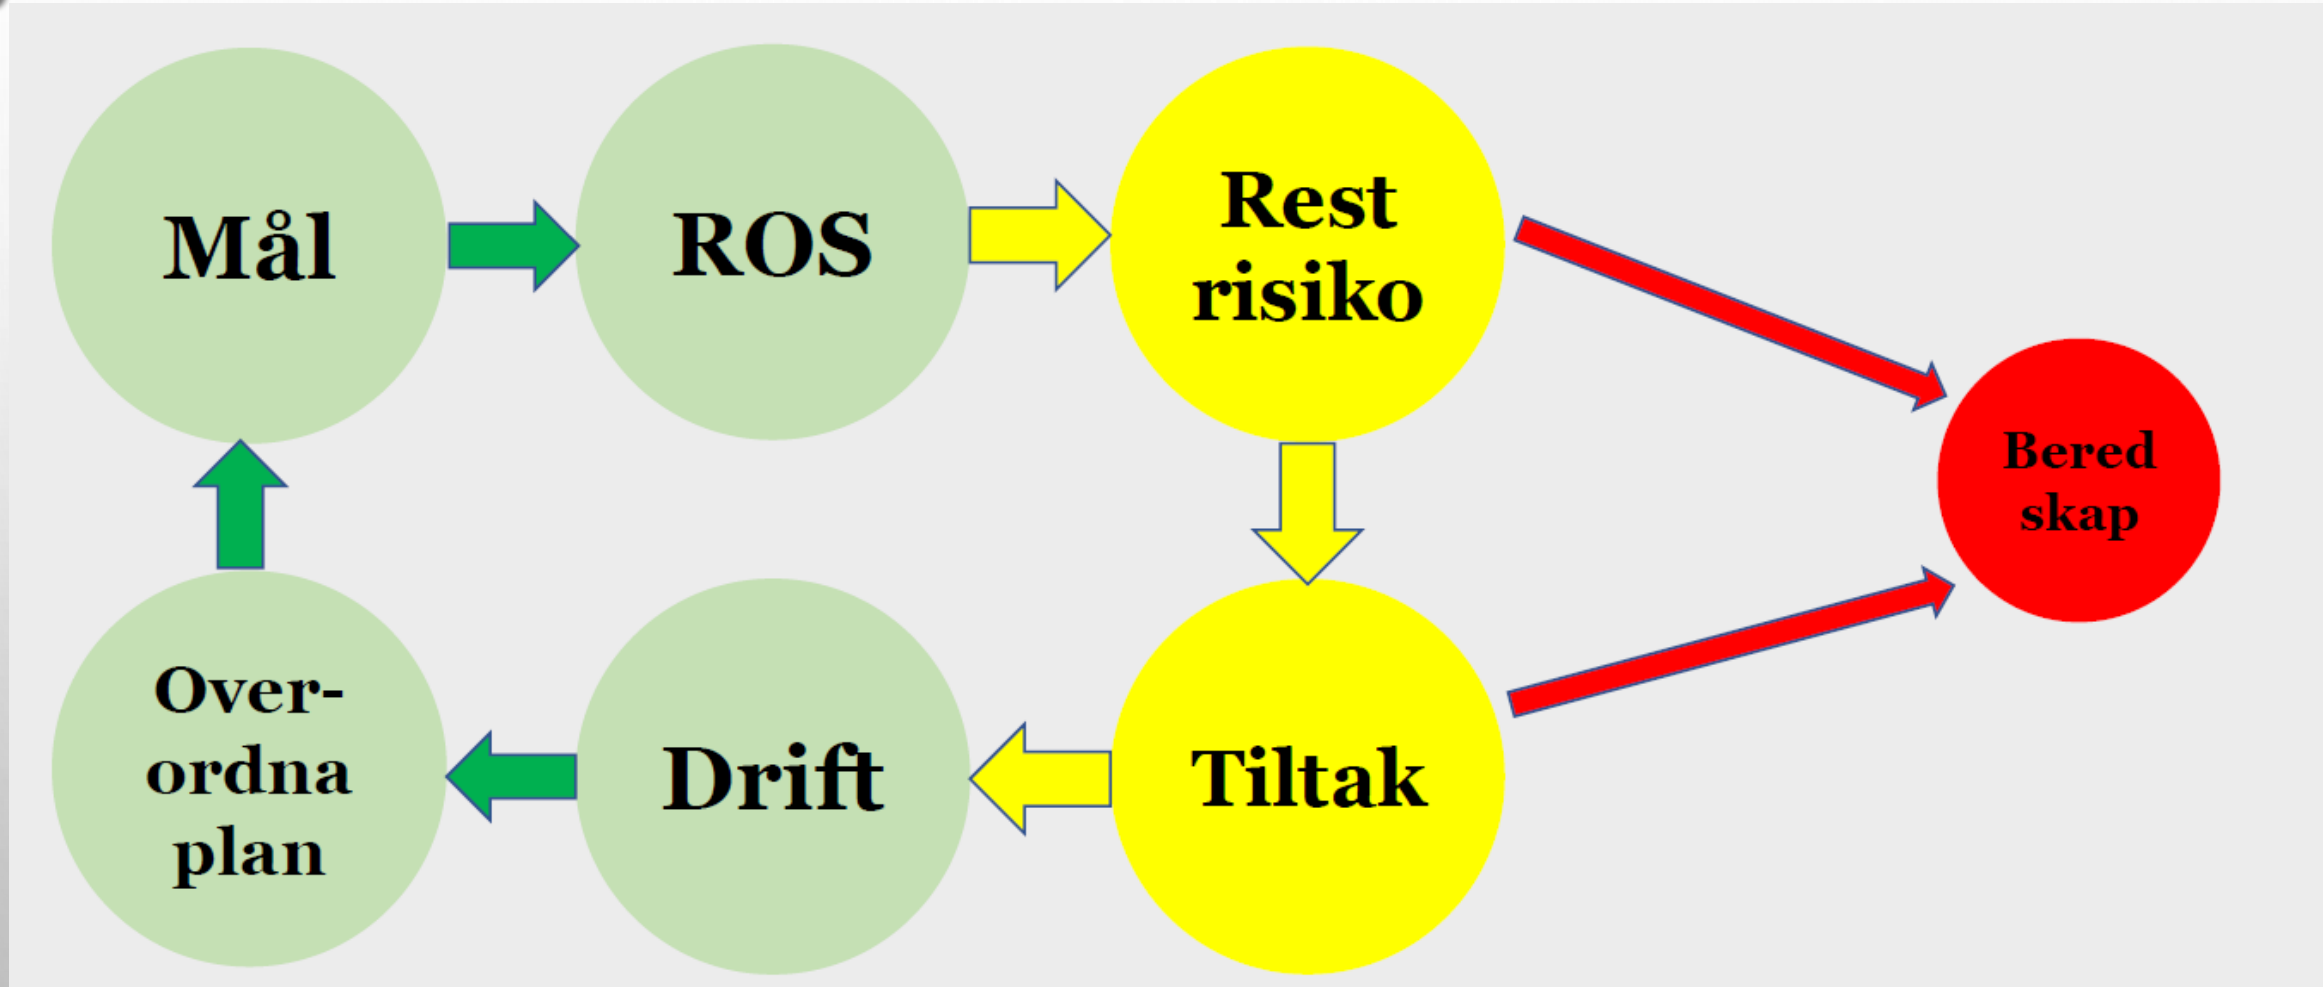 Mål
ROS
Rest
risiko
Bered
skap
Over-
ordna
plan
Drift
Tiltak